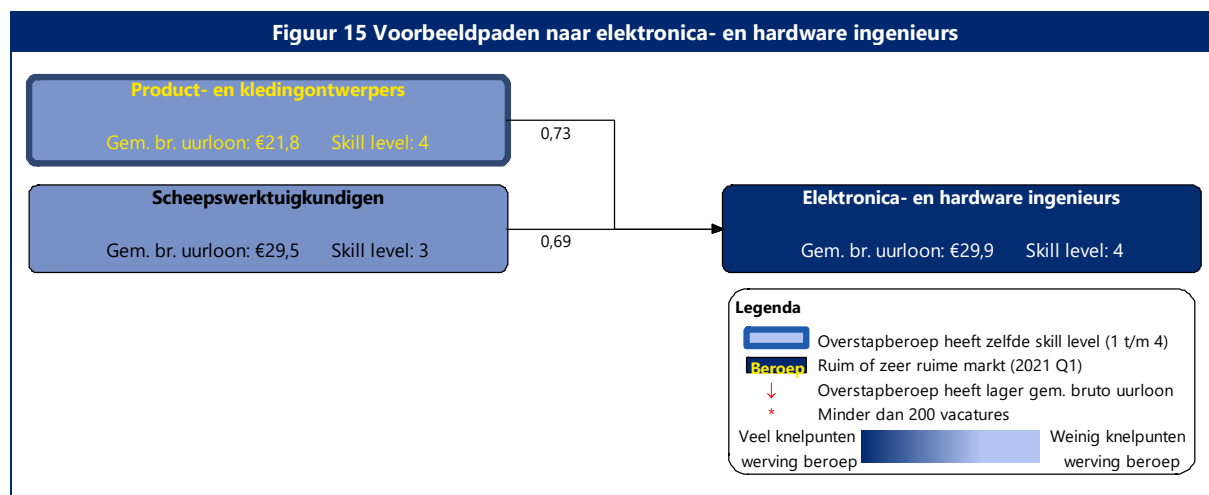 Figuur 15 Voorbeeldpaden naar elektronica- en hardware ingenieurs
Product- en kledingontwerpers
Gem. br. uurloon: €21,8 Skill level: 4
0,73
Scheepswerktuigkundigen
Gem. br. uurloon: €29,5 Skill level: 3
0,69
Elektronica- en hardware ingenieurs
Gem. br. uurloon: €29,9 Skill level: 4
Legenda
Overstapberoep heeft zelfde skill level (1 t/m 4)
Beroep Ruim of zeer ruime markt (2021 Q1)
↓ Overstapberoep heeft lager gem. bruto uurloon
* Minder dan 200 vacatures
Veel knelpunten Weinig knelpunten
werving beroep werving beroep